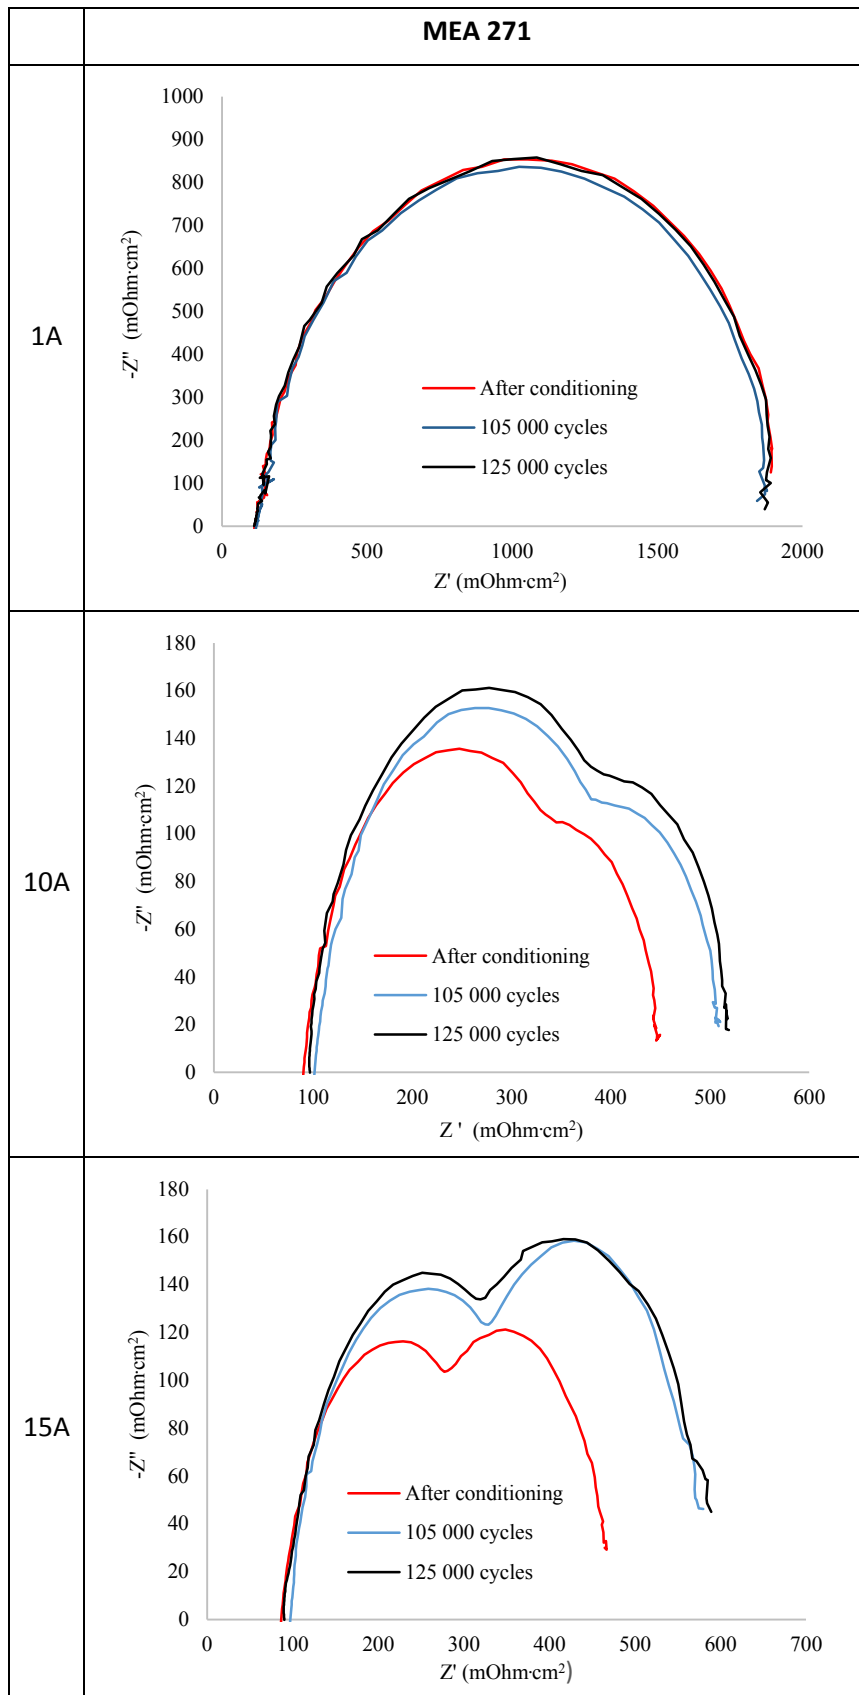 MEA 271
1A
1000
900
800
700
600
500
400
300
200
100
0
-Z" (mOhm·cm²)
After conditioning
105 000 cycles
125 000 cycles
0 500 1000 1500 2000
Z' (mOhm·cm²)
10A
180
160
140
120
100
80
60
40
20
0
-Z" (mOhm·cm²)
After conditioning
105 000 cycles
125 000 cycles
0 100 200 300 400 500 600
Z ' (mOhm·cm²)
15A
180
160
140
120
100
80
60
40
20
0
-Z" (mOhm·cm²)
After conditioning
105 000 cycles
125 000 cycles
0 100 200 300 400 500 600 700
Z' (mOhm·cm²)